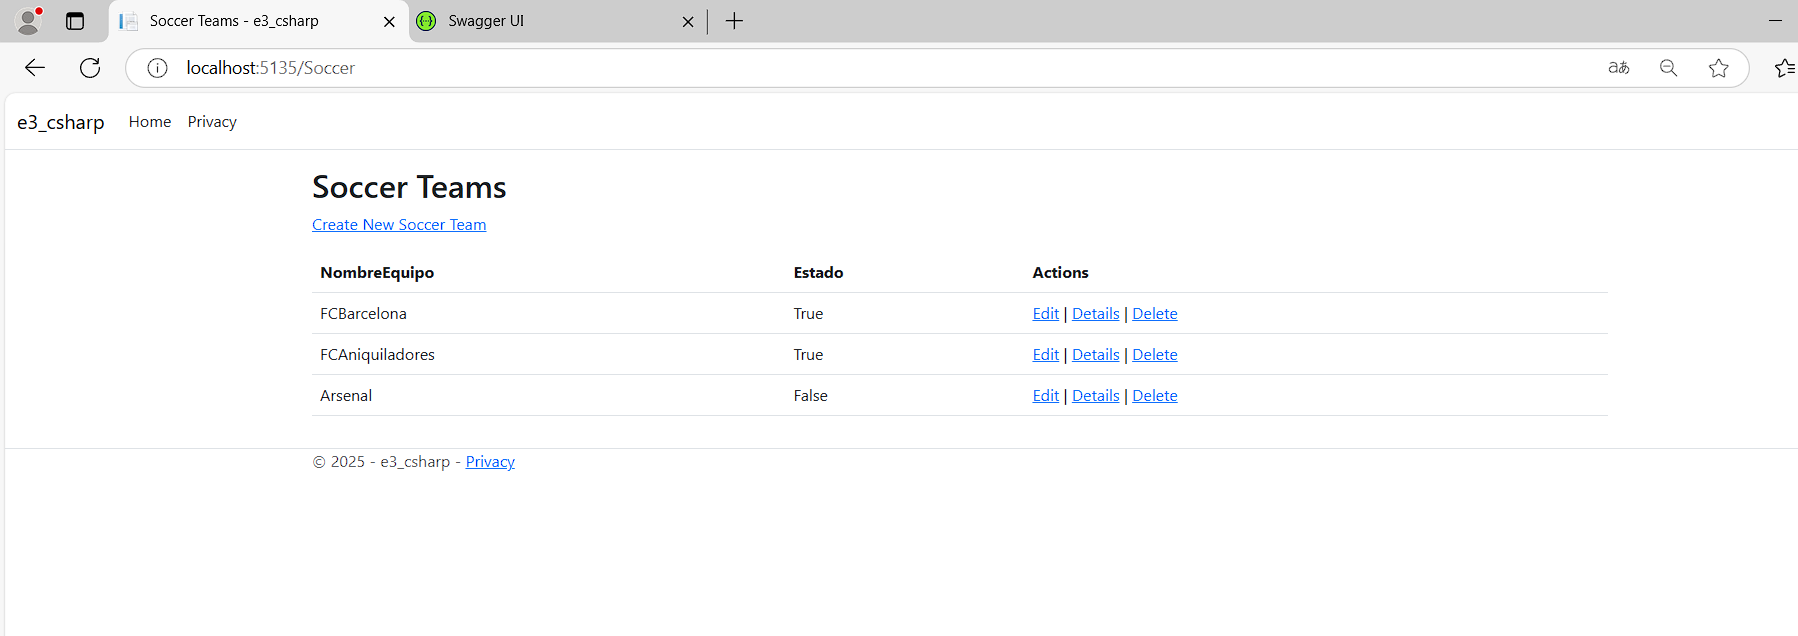 Soccer Teams - e3_csharp
Swagger UI
localhost:5135/Soccer
aあ
e3_csharp Home Privacy
Soccer Teams
Create New Soccer Team
NombreEquipo Estado Actions
FCBarcelona True Edit | Details | Delete
FCAniquiladores True Edit | Details | Delete
Arsenal False Edit | Details | Delete
© 2025 - e3_csharp - Privacy